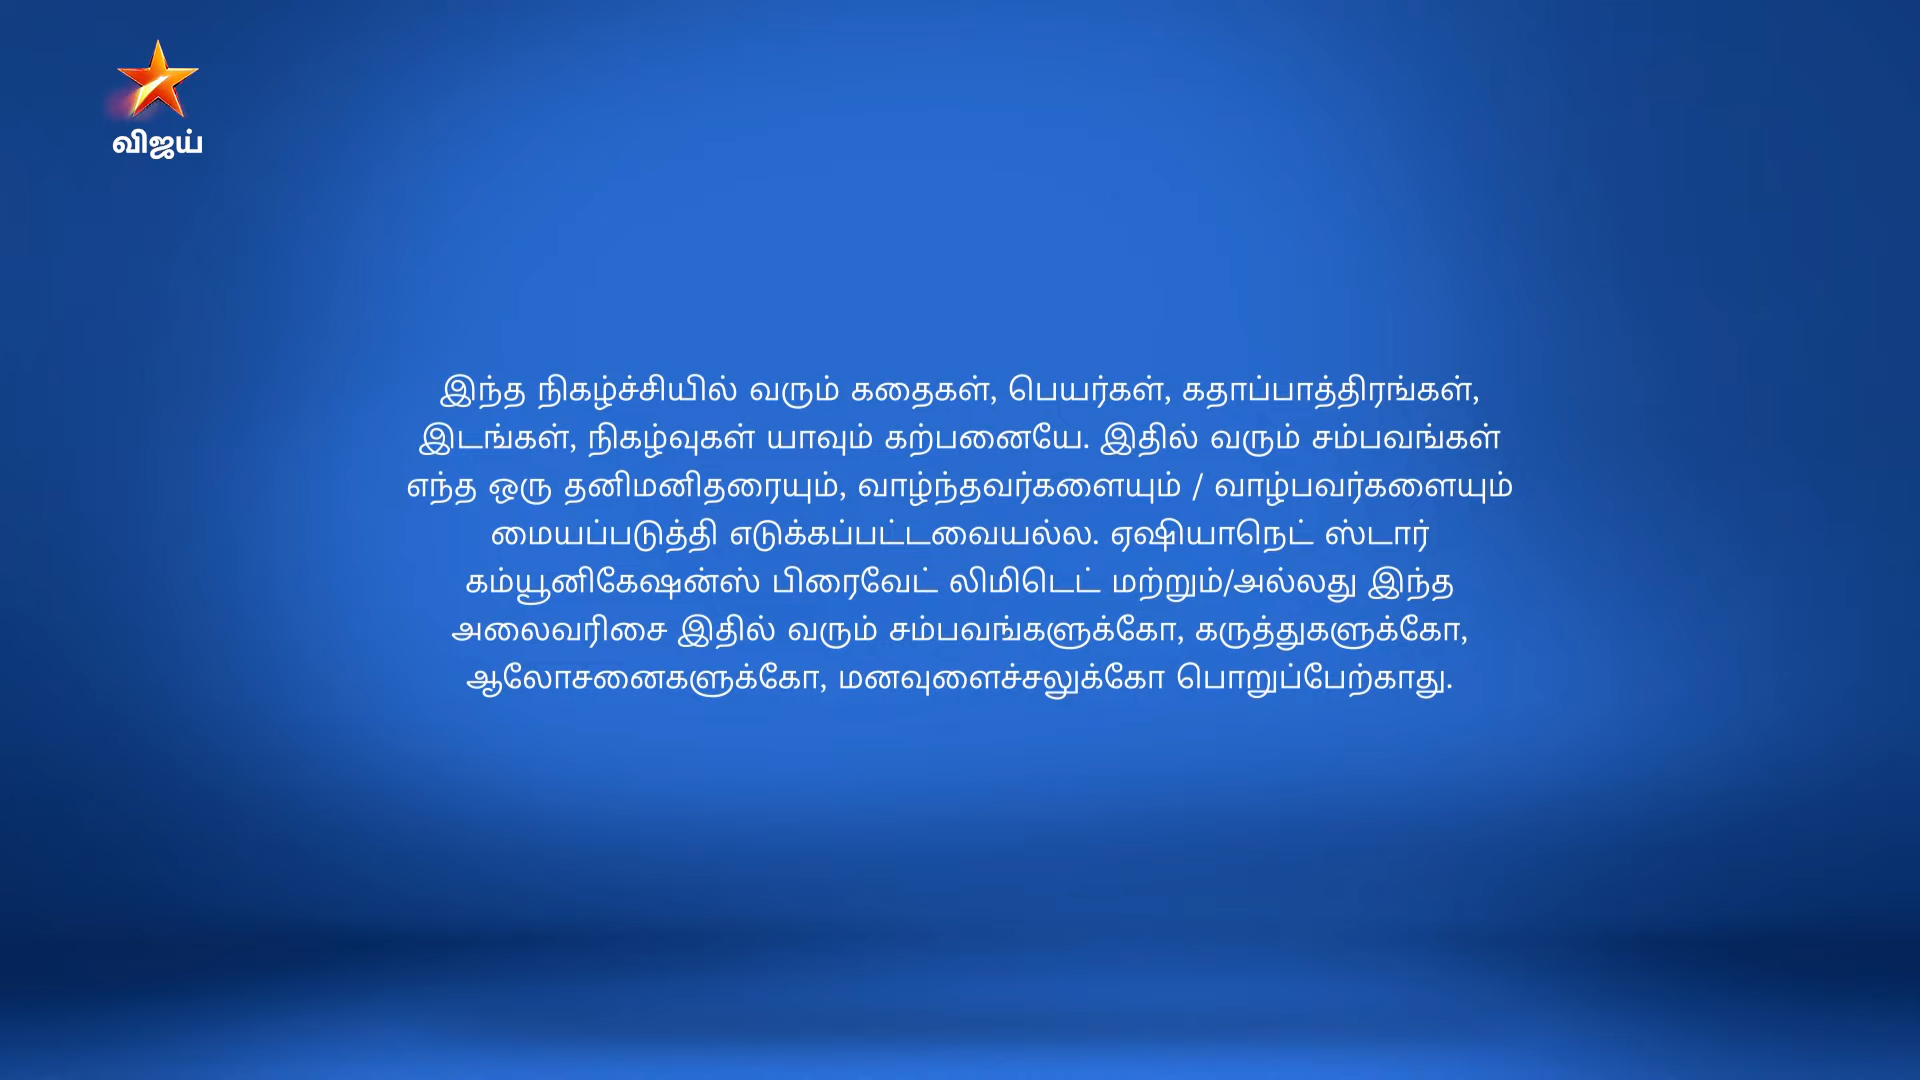 விஜய்
இந்த நிகழ்ச்சியில் வரும் கதைகள், பெயர்கள், கதாப்பாத்திரங்கள்,
இடங்கள், நிகழ்வுகள் யாவும் கற்பனையே. இதில் வரும் சம்பவங்கள்
எந்த ஒரு தனிமனிதரையும், வாழ்ந்தவர்களையும் / வாழ்பவர்களையும்
மையப்படுத்தி எடுக்கப்பட்டவையல்ல. ஏஷியாநெட் ஸ்டார்
கம்யூனிகேஷன்ஸ் பிரைவேட் லிமிடெட் மற்றும்/அல்லது இந்த
அலைவரிசை இதில் வரும் சம்பவங்களுக்கோ, கருத்துகளுக்கோ,
ஆலோசனைகளுக்கோ, மனவுளைச்சலுக்கோ பொறுப்பேற்காது.